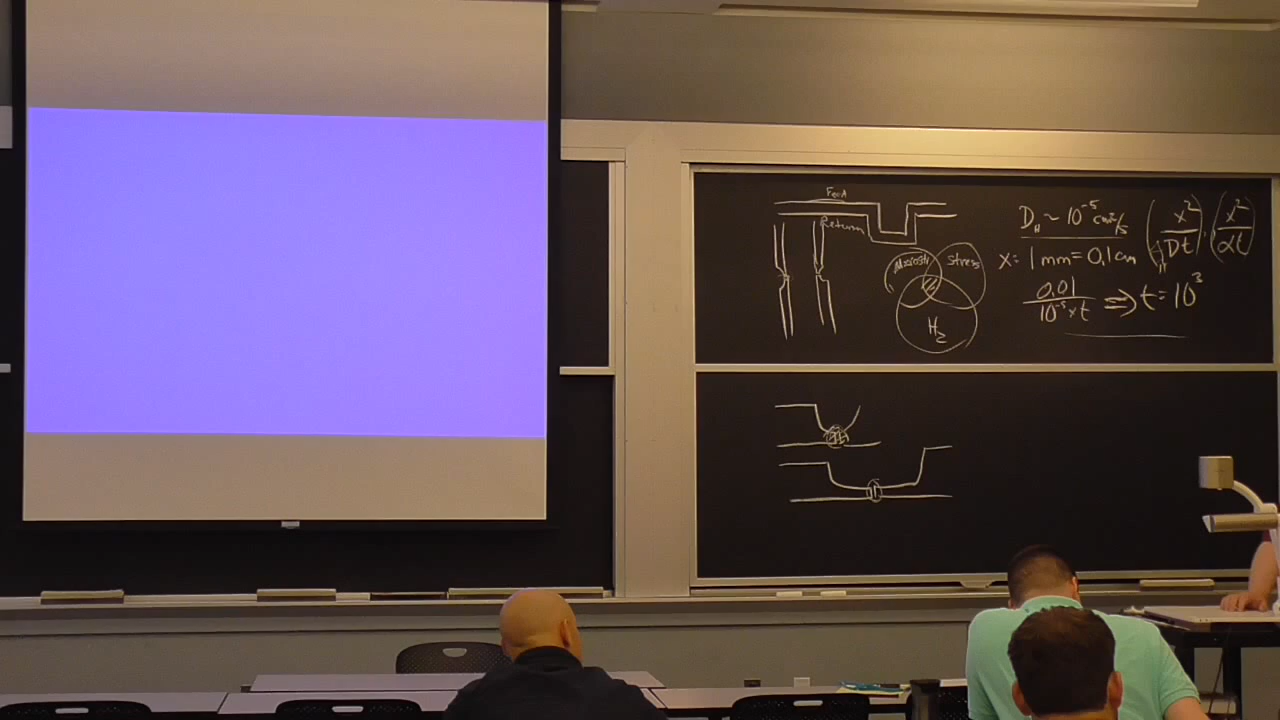 Feed
Return
Microst.
stress
H₂
D_H ~ 10⁻⁵ cm²/s
(x²/Dt), (x²/αt)
x = 1 mm = 0,1 cm
H
0,01/10⁻⁵×t ⇒ t = 10³